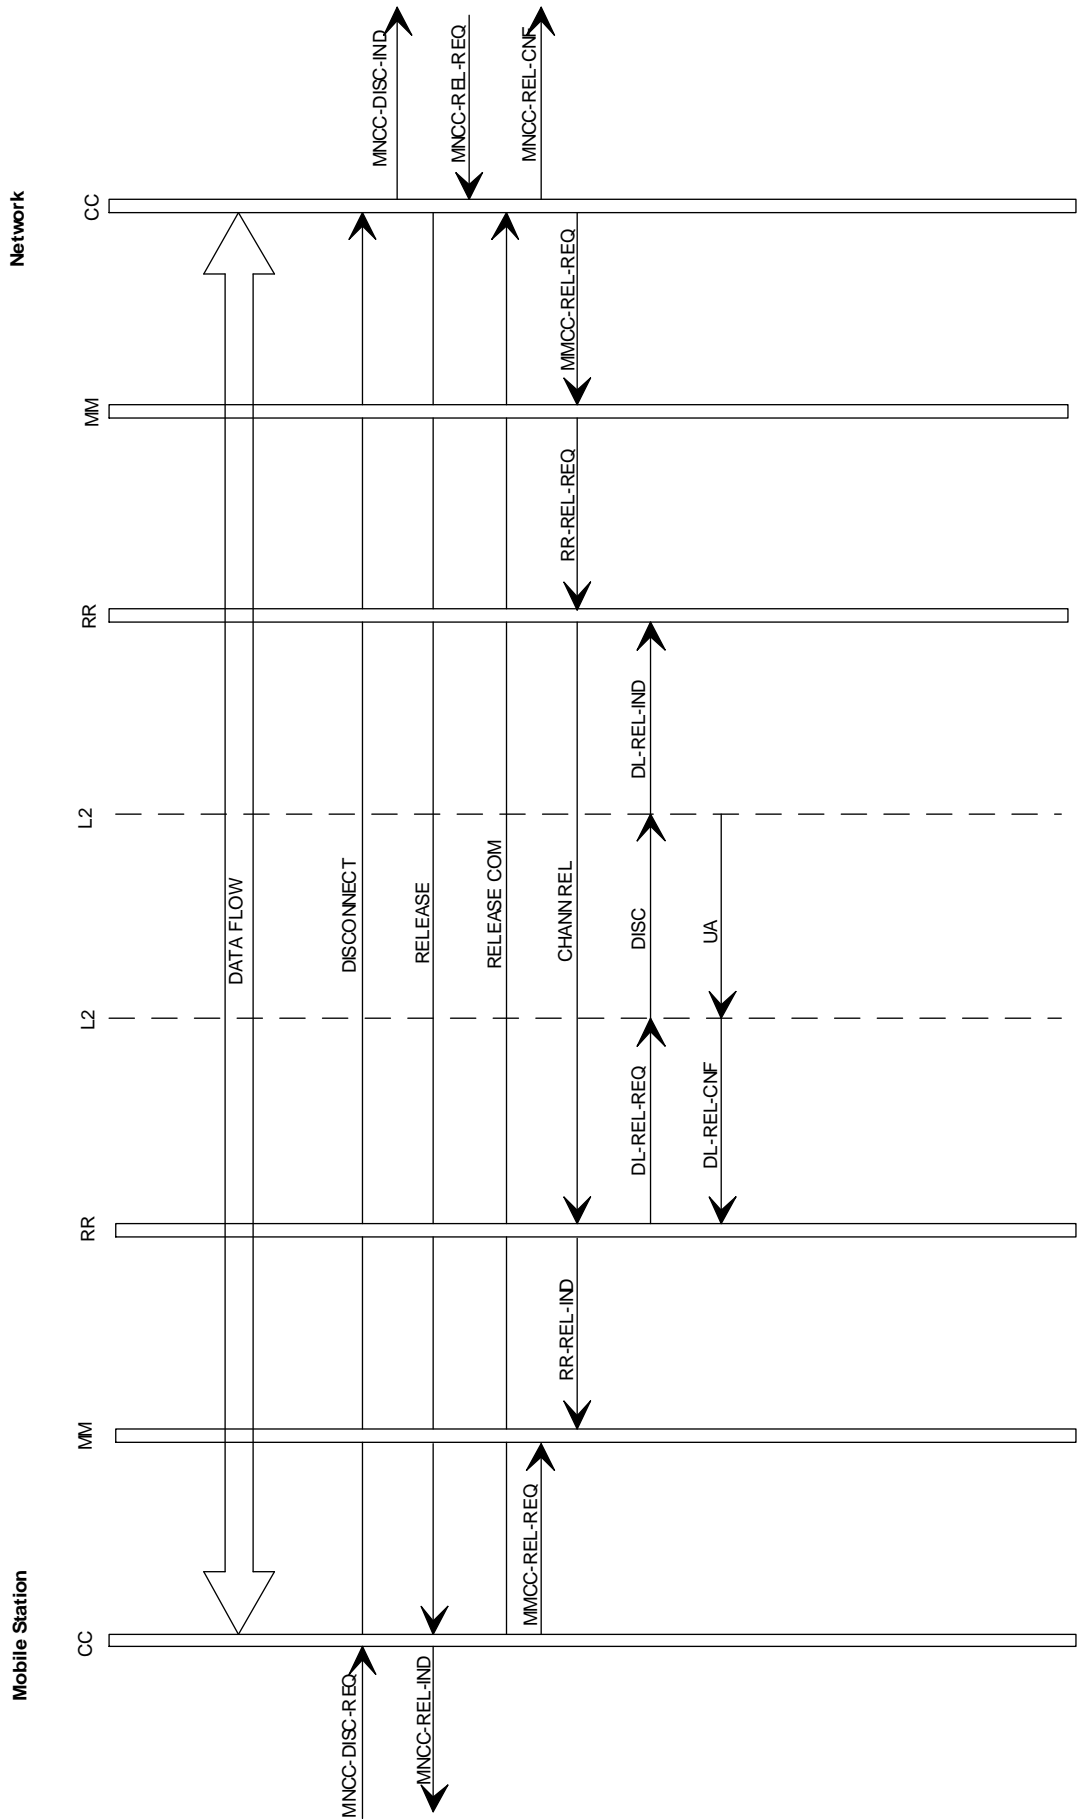 Mobile Station
Network
CC
MM
RR
L2
L2
RR
MM
CC
DATA FLOW
MNCC-DISC-REQ
DISCONNECT
MNCC-DISC-IND
MNCC-REL-IND
RELEASE
MNCC-REL-REQ
RELEASE COM
MMCC-REL-REQ
MNCC-REL-CNF
RR-REL-IND
CHANN REL
RR-REL-REQ
MMCC-REL-REQ
DL-REL-REQ
DISC
DL-REL-IND
DL-REL-CNF
UA